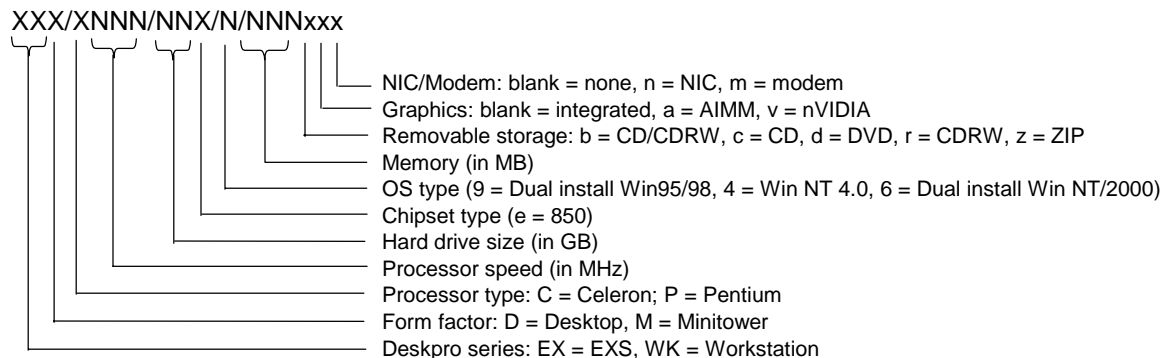 XXX/XNNN/NNX/N/NNNxxx
NIC/Modem: blank = none, n = NIC, m = modem
Graphics: blank = integrated, a = AIMM, v = nVIDIA
Removable storage: b = CD/CDRW, c = CD, d = DVD, r = CDRW, z = ZIP
Memory (in MB)
OS type (9 = Dual install Win95/98, 4 = Win NT 4.0, 6 = Dual install Win NT/2000)
Chipset type (e = 850)
Hard drive size (in GB)
Processor speed (in MHz)
Processor type: C = Celeron; P = Pentium
Form factor: D = Desktop, M = Minitower
Deskpro series: EX = EXS, WK = Workstation